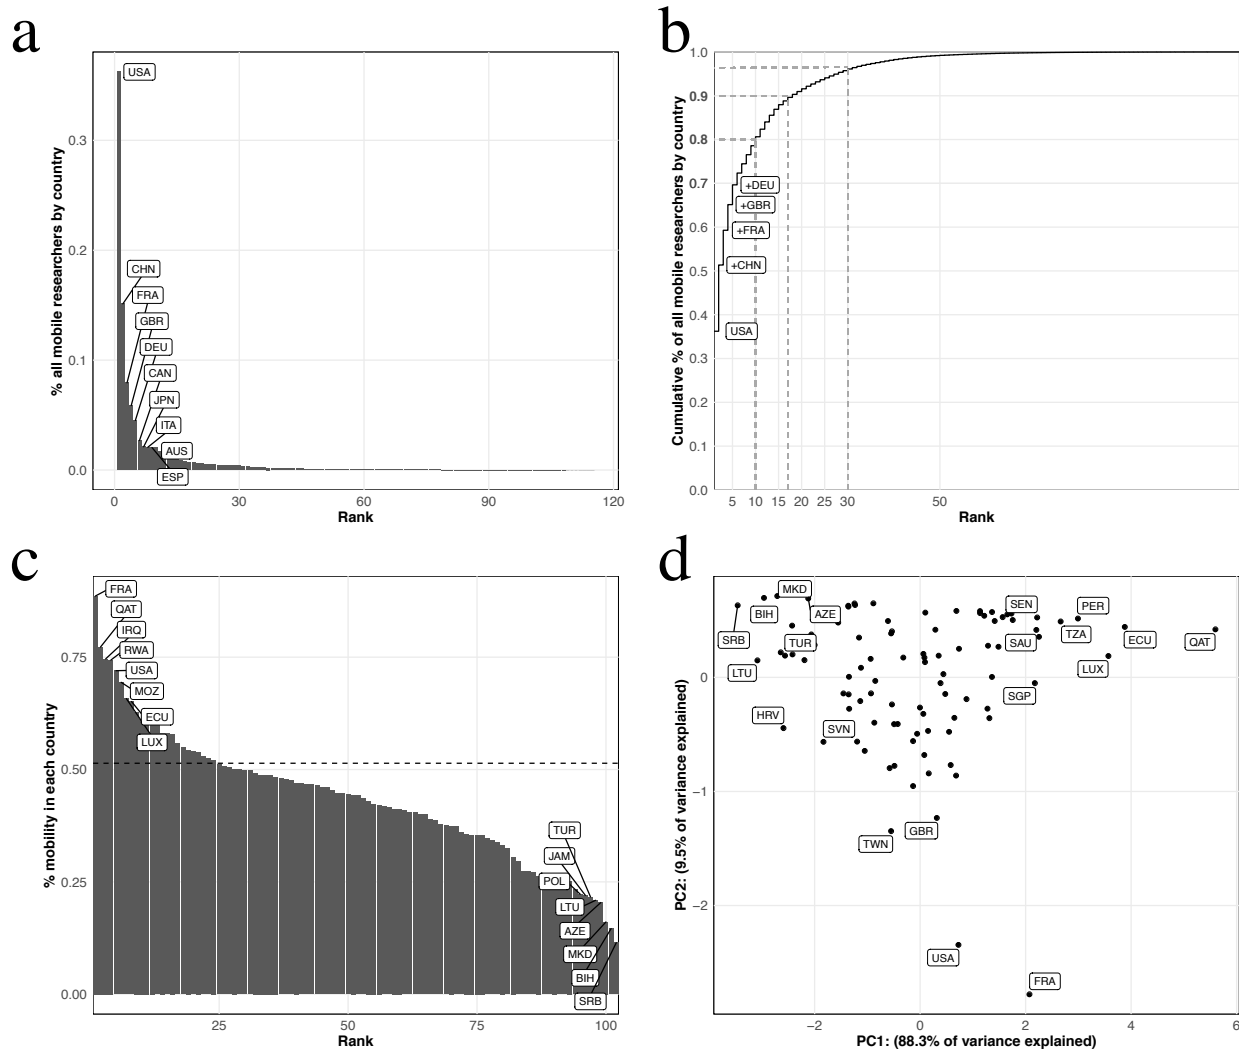 a
% all mobile researchers by country
0.3
0.2
0.1
0.0
USA
CHN
FRA
GBR
DEU
CAN
JPN
ITA
AUS
ESP
0 30 60 90 120
Rank
b
Cumulative % of all mobile researchers by country
1.0
0.9
0.8
0.7
0.6
0.5
0.4
0.3
0.2
0.1
0.0
+DEU
+GBR
+FRA
+CHN
USA
5 10 15 20 25 30 50
Rank
c
% mobility in each country
0.75
0.50
0.25
0.00
FRA
QAT
IRQ
RWA
USA
MOZ
ECU
LUX
TUR
JAM
POL
LTU
AZE
MKD
BIH
SRB
25 50 75 100
Rank
d
PC2: (9.5% of variance explained)
0
−1
−2
MKD
BIH
AZE
SRB
TUR
LTU
HRV
SVN
SEN
PER
SAU
TZA
ECU
QAT
LUX
SGP
GBR
TWN
USA
FRA
−2 0 2 4 6
PC1: (88.3% of variance explained)